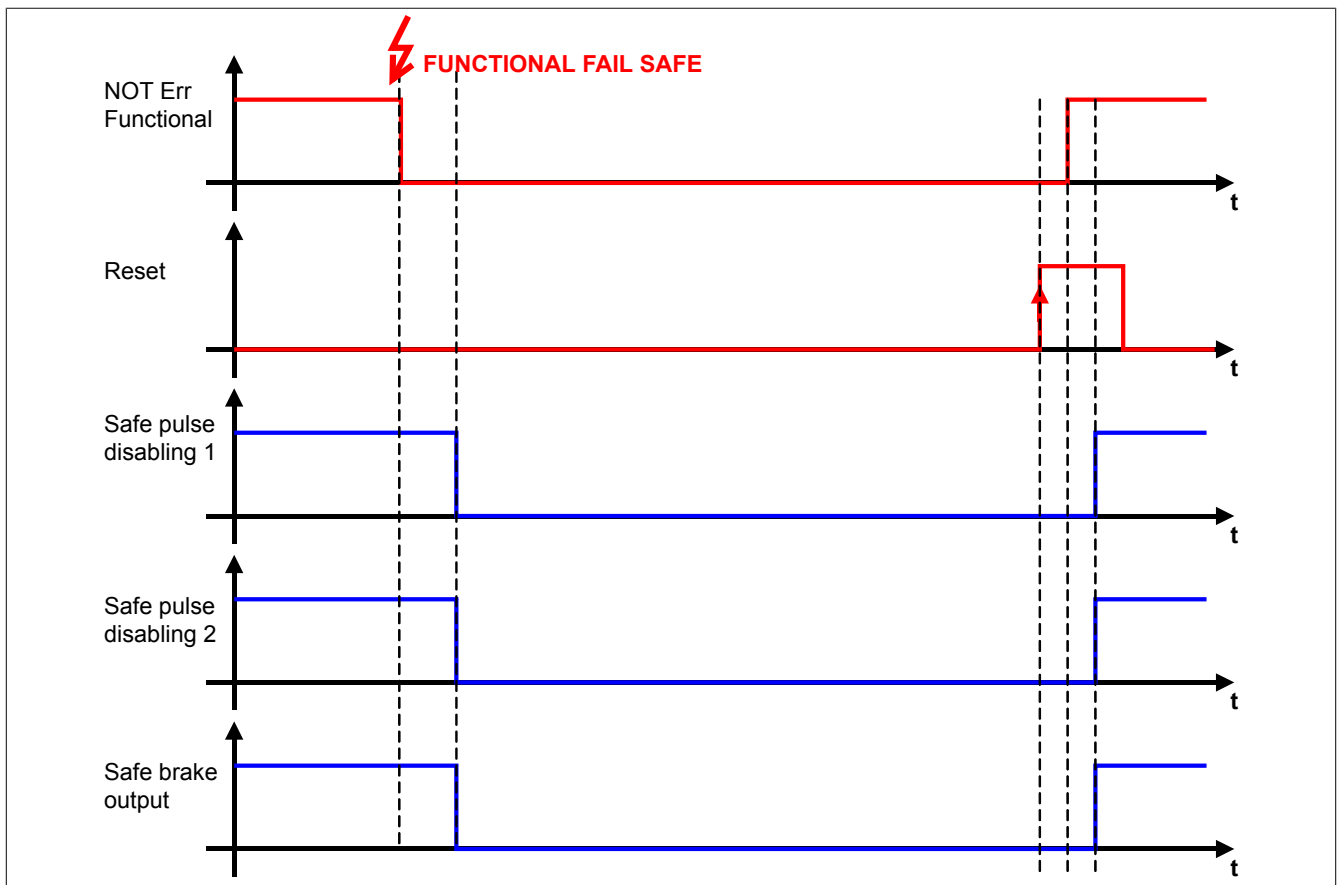 FUNCTIONAL FAIL SAFE
NOT Err
Functional
t
Reset
t
Safe pulse
disabling 1
t
Safe pulse
disabling 2
t
Safe brake
output
t